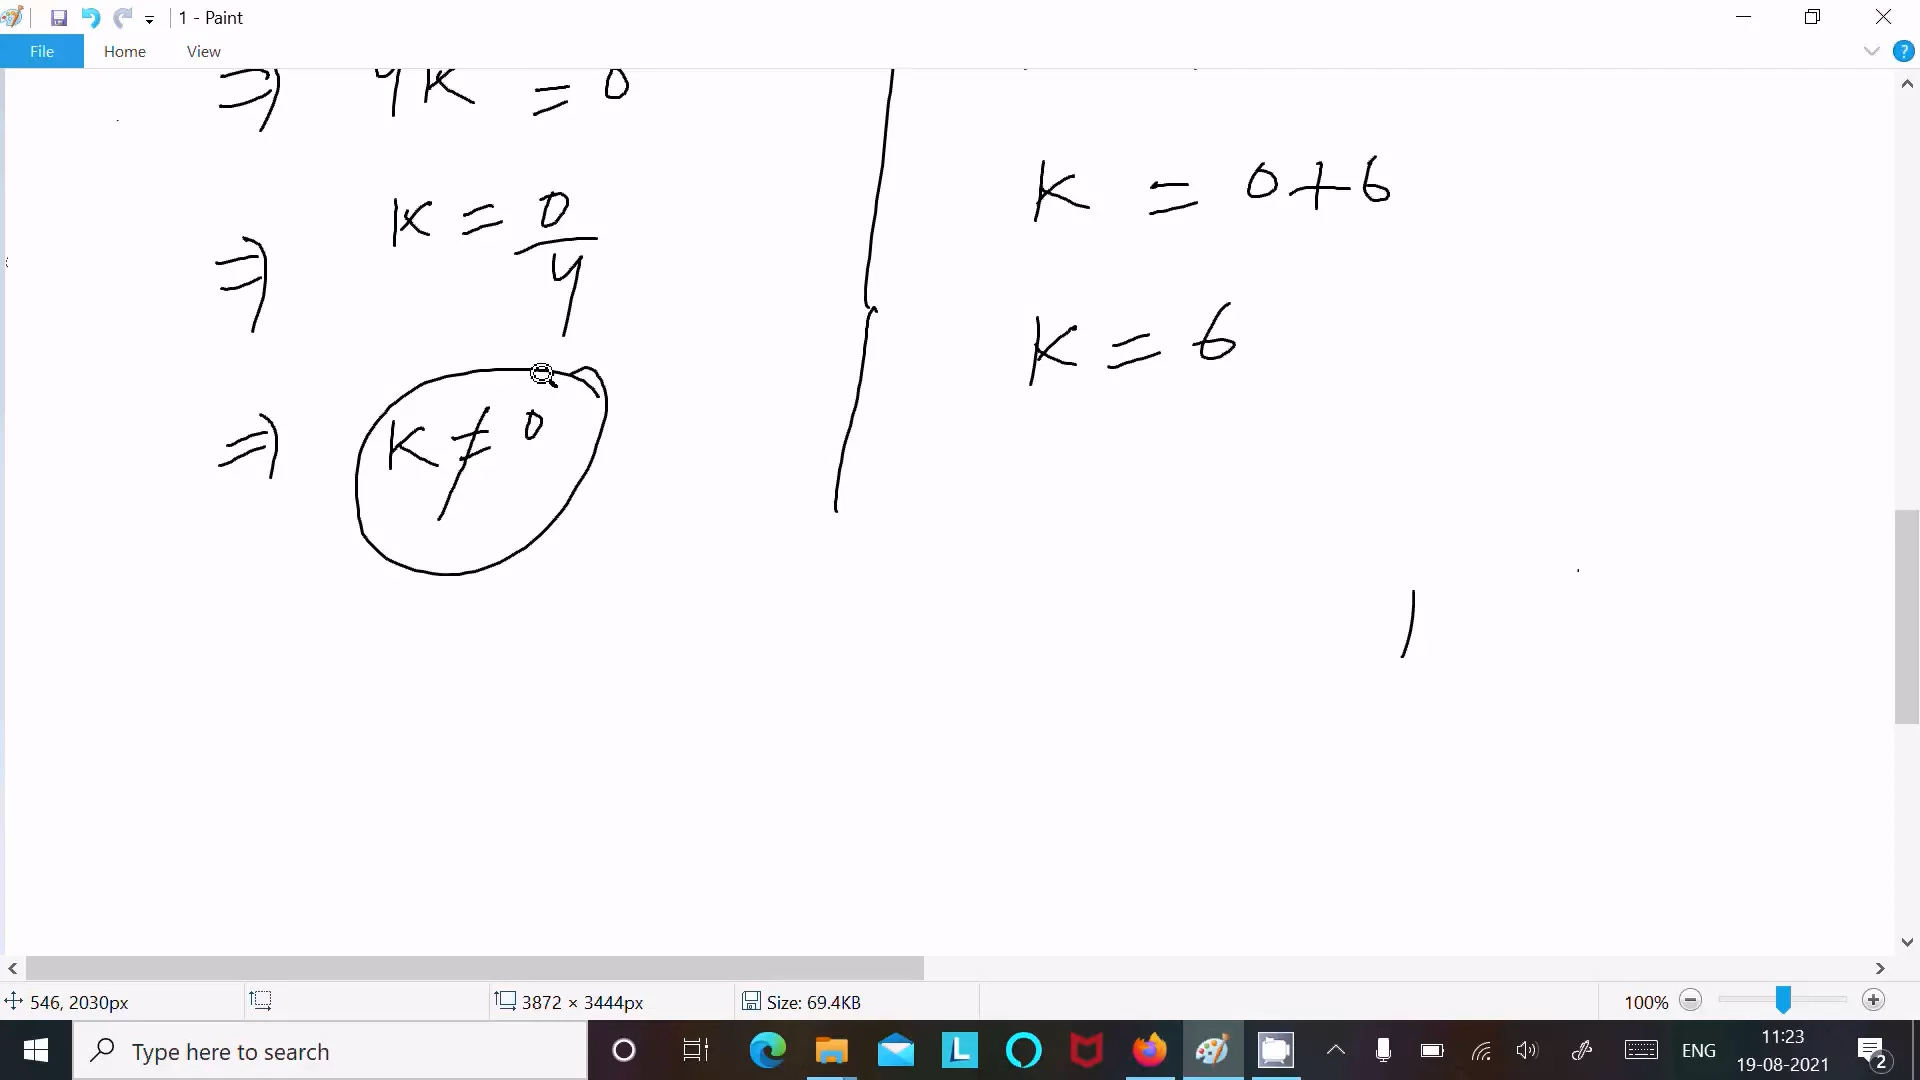 1 - Paint
File Home View
⇒ 4K = 0
K = 0/4
⇒
⇒ K ≠ 0
K = 0+6
K = 6
546, 2030px 3872 × 3444px Size: 69.4KB 100%
Type here to search
ENG
11:23
19-08-2021
2